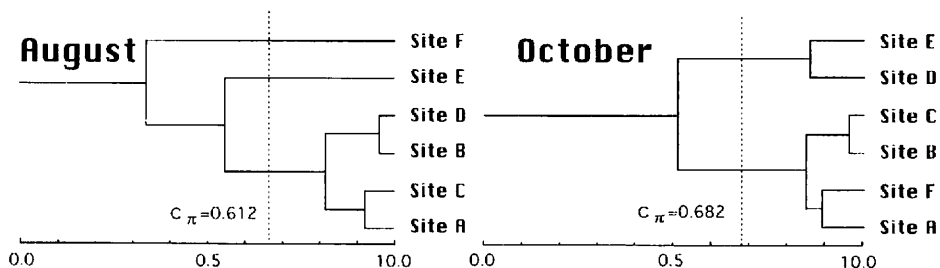 August
Site F
Site E
Site D
Site B
Site C
Site A
C π=0.612
0.0
0.5
10.0
October
Site E
Site D
Site C
Site B
Site F
Site A
C π=0.682
0.0
0.5
10.0